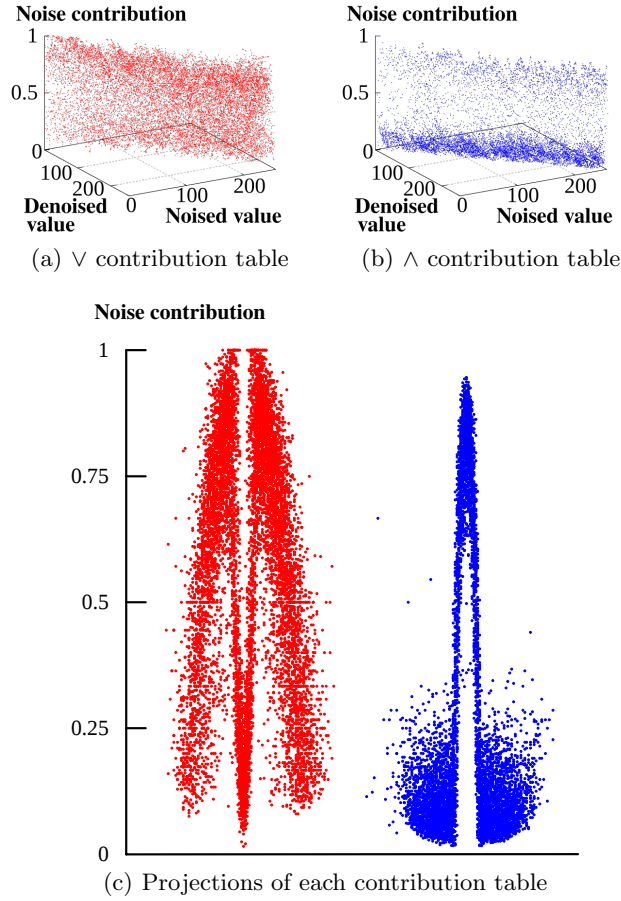 Noise contribution
1
0.5
0
100
200
Denoised
value
0
100
200
Noised value
(a) ∨ contribution table
Noise contribution
1
0.5
0
100
200
Denoised
value
0
100
200
Noised value
(b) ∧ contribution table
Noise contribution
1
0.75
0.5
0.25
0
(c) Projections of each contribution table